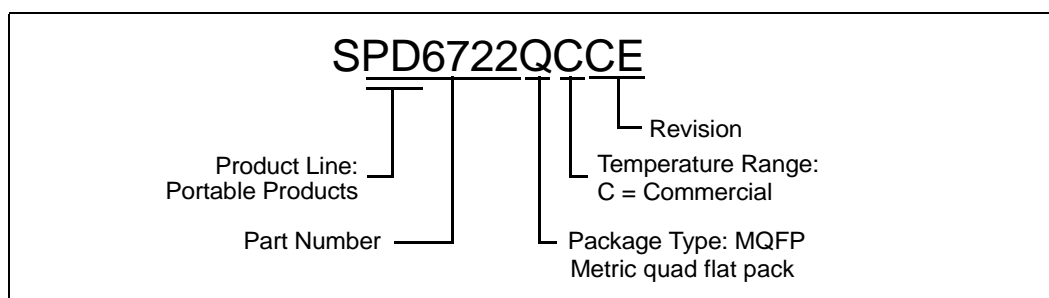 SPD6722QCCE
Revision
Product Line:
Portable Products
Temperature Range:
C = Commercial
Part Number
Package Type: MQFP
Metric quad flat pack